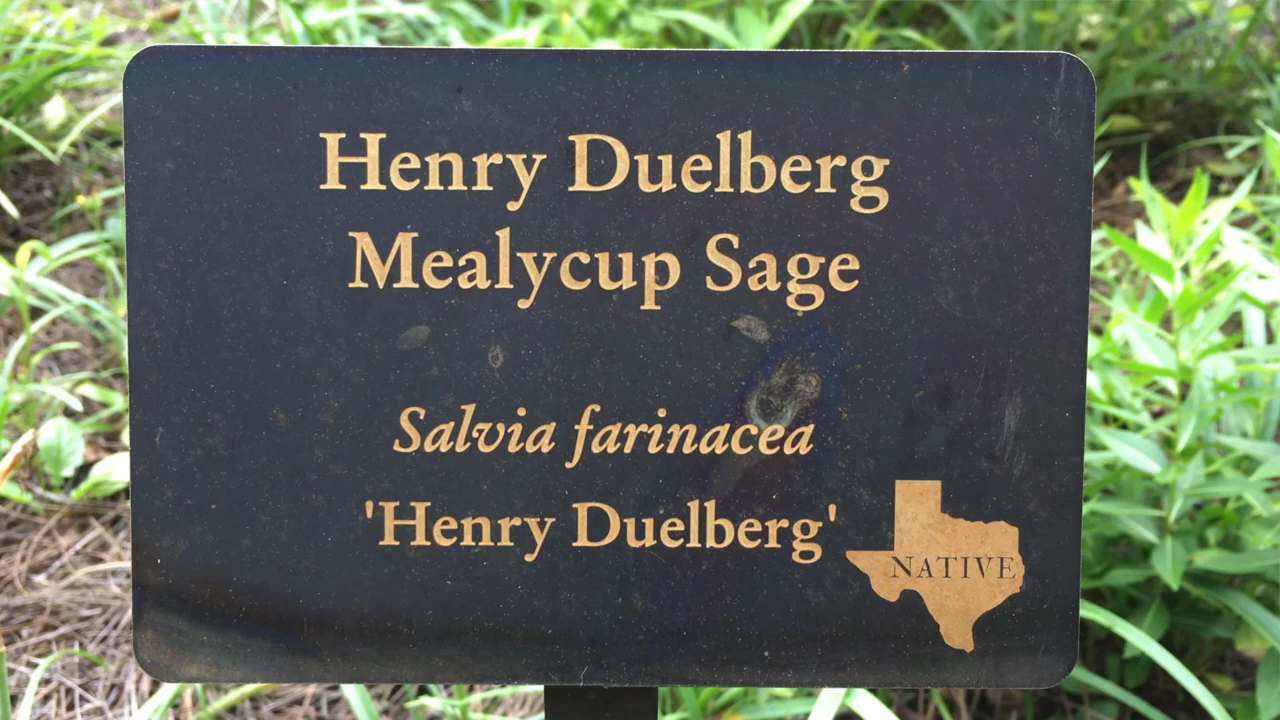 Henry Duelberg
Mealycup Sage
Salvia farinacea
'Henry Duelberg'
NATIVE